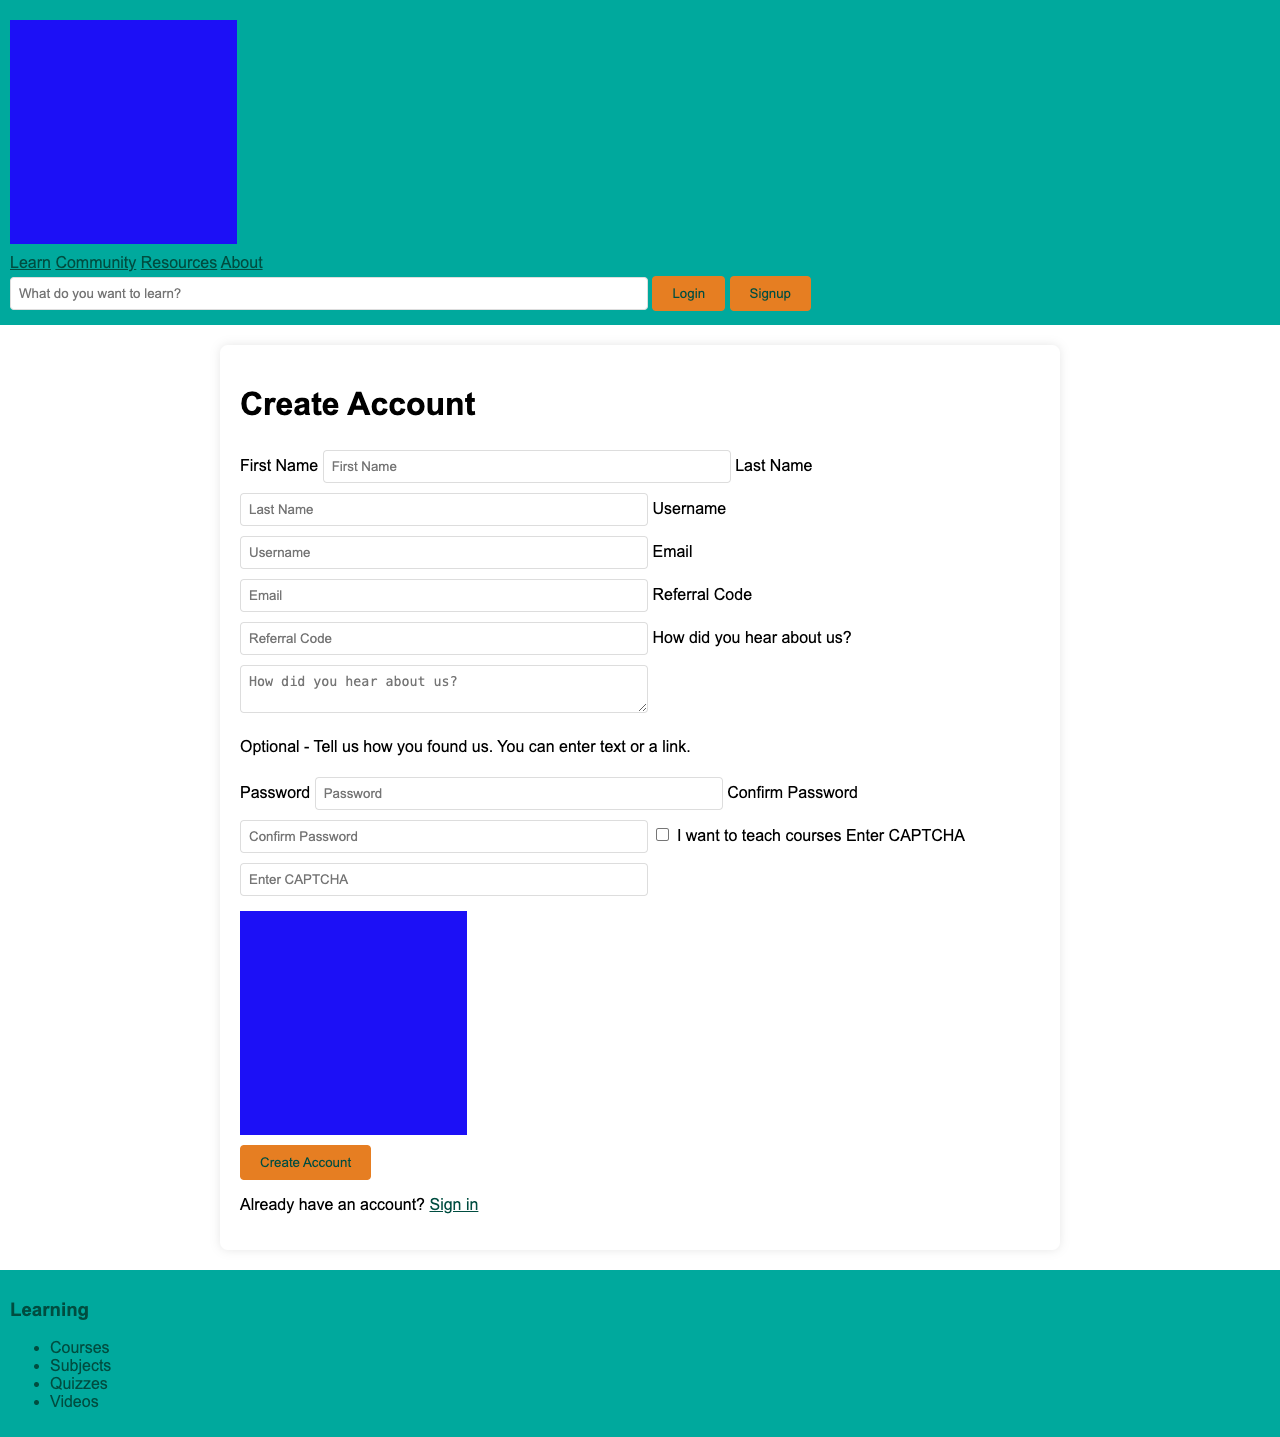 Learn Community Resources About
What do you want to learn? Login Signup
Create Account
First Name First Name Last Name
Last Name Username
Username Email
Email Referral Code
Referral Code How did you hear about us?
How did you hear about us?
Optional - Tell us how you found us. You can enter text or a link.
Password Password Confirm Password
Confirm Password I want to teach courses Enter CAPTCHA
Enter CAPTCHA
Create Account
Already have an account? Sign in
Learning
Courses
Subjects
Quizzes
Videos